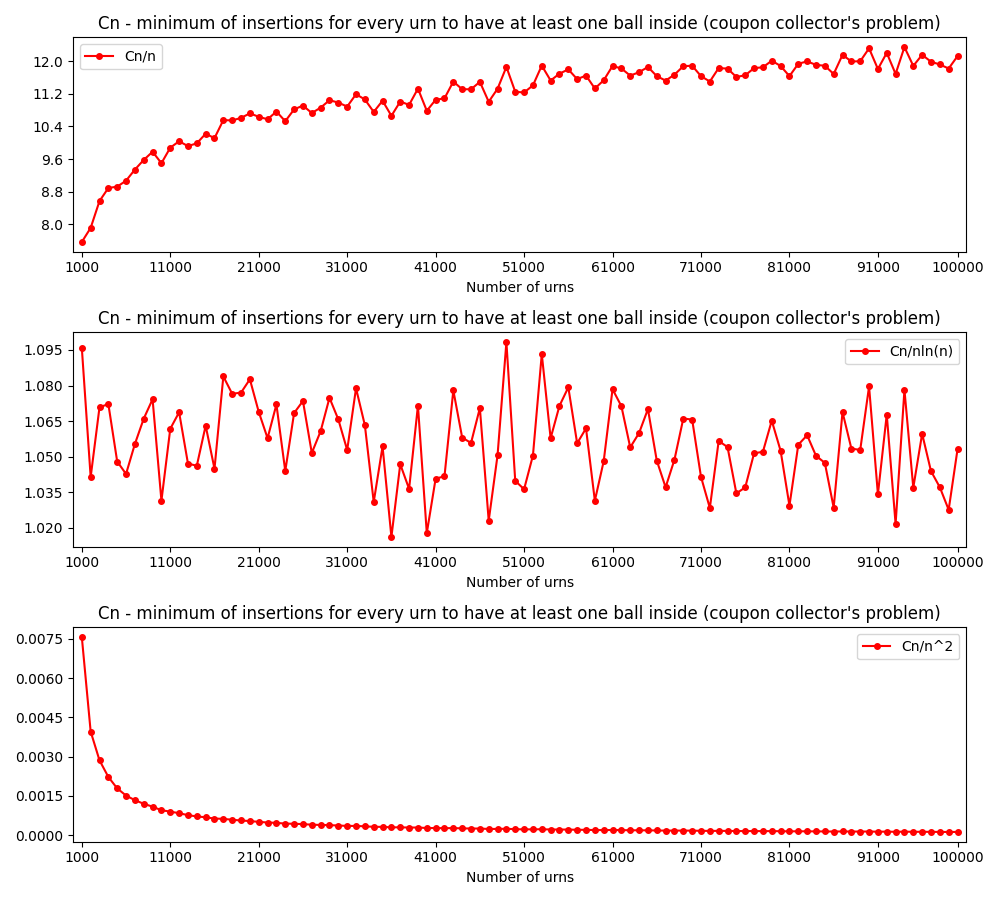 Cn - minimum of insertions for every urn to have at least one ball inside (coupon collector's problem)
Cn/n
12.0
11.2
10.4
9.6
8.8
8.0
1000 11000 21000 31000 41000 51000 61000 71000 81000 91000 100000
Number of urns
Cn - minimum of insertions for every urn to have at least one ball inside (coupon collector's problem)
Cn/nln(n)
1.095
1.080
1.065
1.050
1.035
1.020
1000 11000 21000 31000 41000 51000 61000 71000 81000 91000 100000
Number of urns
Cn - minimum of insertions for every urn to have at least one ball inside (coupon collector's problem)
Cn/n^2
0.0075
0.0060
0.0045
0.0030
0.0015
0.0000
1000 11000 21000 31000 41000 51000 61000 71000 81000 91000 100000
Number of urns